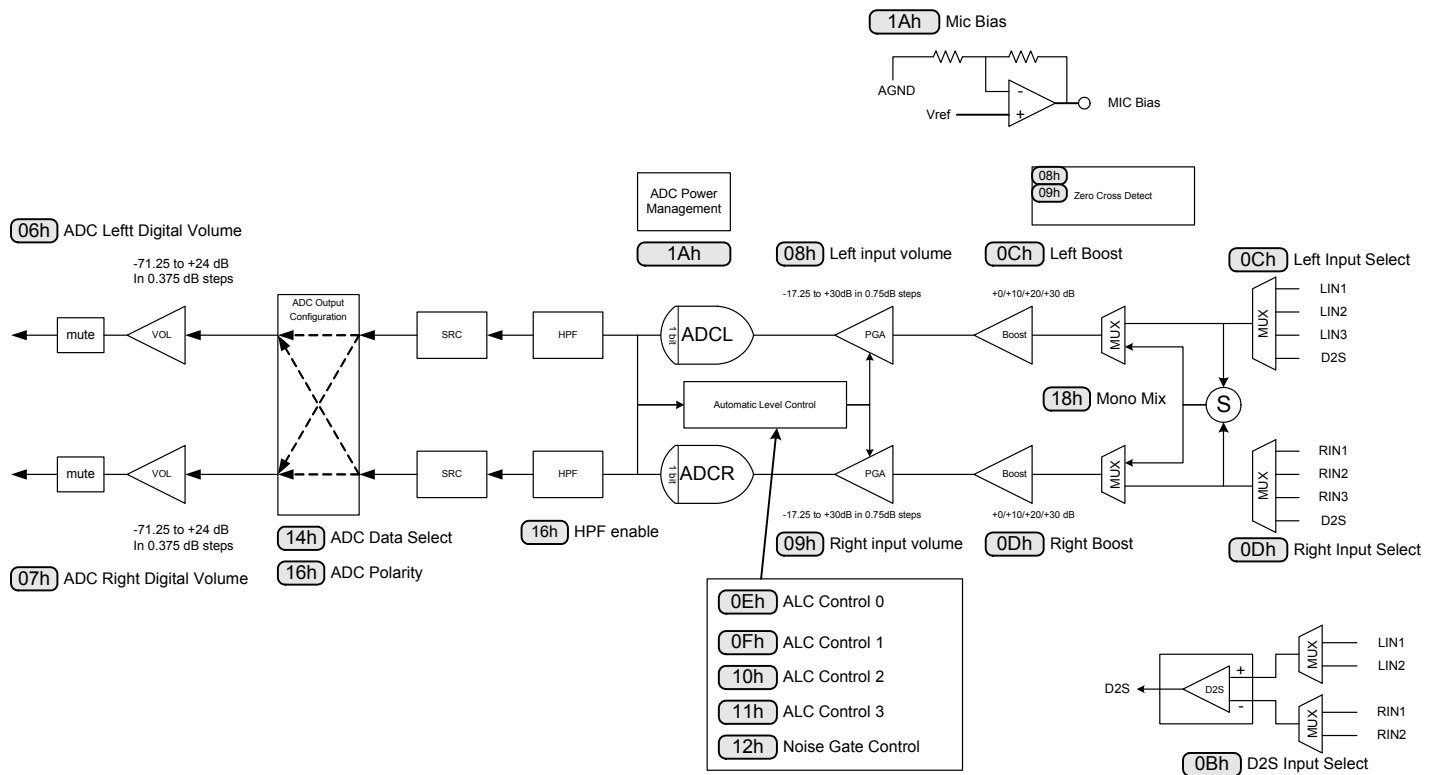 1Ah Mic Bias
AGND
-
+
Vref
MIC Bias
ADC Power
Management
1Ah
08h
09h Zero Cross Detect
06h ADC Leftt Digital Volume
-71.25 to +24 dB
In 0.375 dB steps
08h Left input volume
0Ch Left Boost
0Ch Left Input Select
-17.25 to +30dB in 0.75dB steps
+0/+10/+20/+30 dB
ADC Output
Configuration
mute
VOL
SRC
HPF
1 bit
ADCL
PGA
Boost
MUX
MUX
LIN1
LIN2
LIN3
D2S
Automatic Level Control
18h Mono Mix
S
mute
VOL
SRC
HPF
1 bit
ADCR
PGA
Boost
MUX
MUX
RIN1
RIN2
RIN3
D2S
-71.25 to +24 dB
In 0.375 dB steps
-17.25 to +30dB in 0.75dB steps
+0/+10/+20/+30 dB
14h ADC Data Select
16h HPF enable
09h Right input volume
0Dh Right Boost
0Dh Right Input Select
07h ADC Right Digital Volume
16h ADC Polarity
0Eh ALC Control 0
0Fh ALC Control 1
10h ALC Control 2
11h ALC Control 3
12h Noise Gate Control
D2S
D2S
+
-
MUX
LIN1
LIN2
MUX
RIN1
RIN2
0Bh D2S Input Select